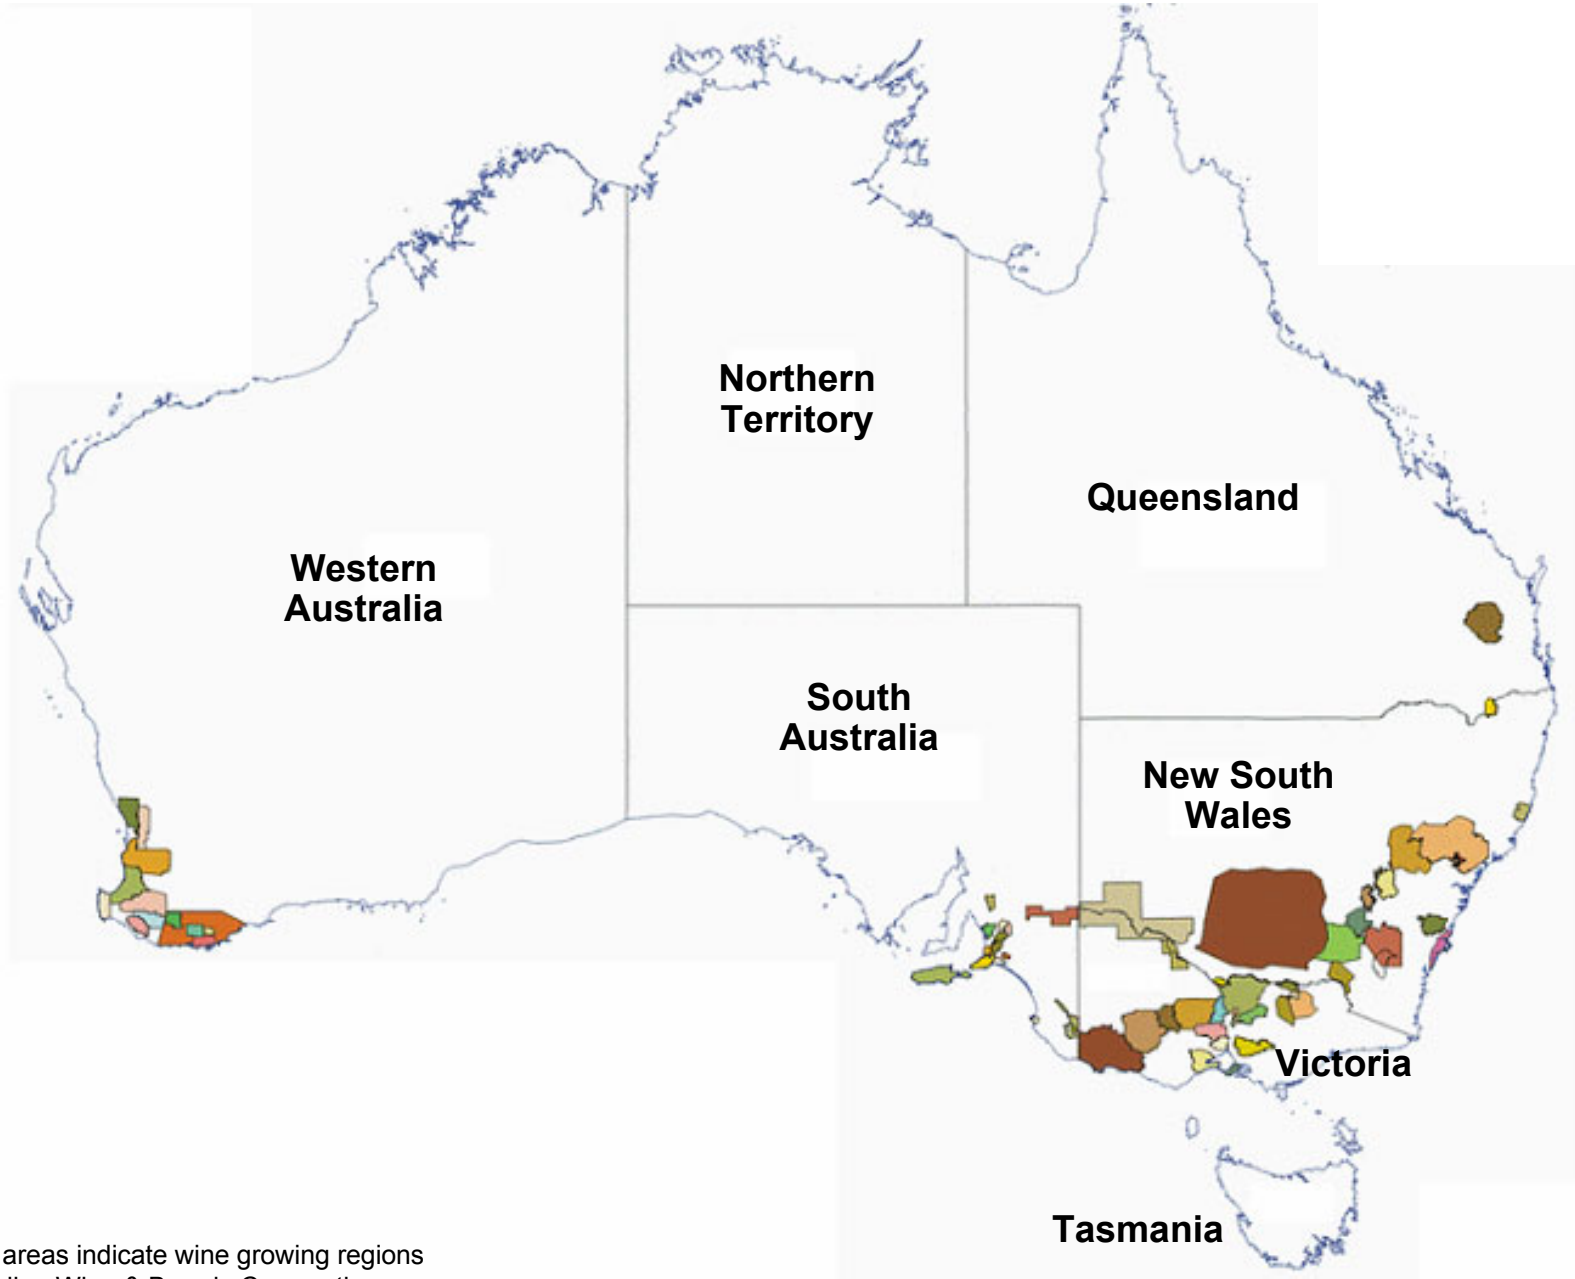 Northern
Territory
Queensland
Western
Australia
South
Australia
New South
Wales
Victoria
Tasmania
areas indicate wine growing regions